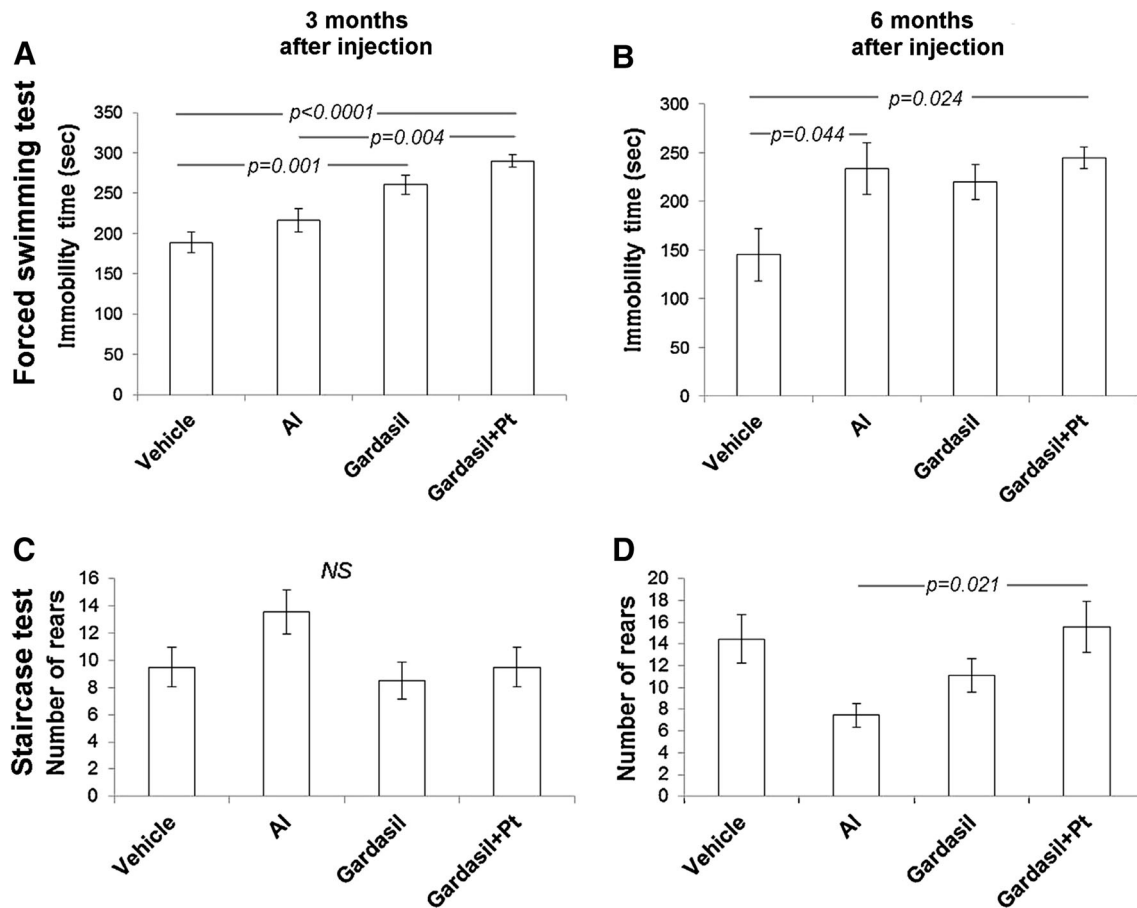 3 months
after injection
6 months
after injection
A
Forced swimming test
Immobility time (sec)
350
300
250
200
150
100
50
0
p<0.0001
p=0.004
p=0.001
Vehicle
Al
Gardasil
Gardasil+Pt
B
Immobility time (sec)
300
250
200
150
100
50
0
p=0.024
p=0.044
Vehicle
Al
Gardasil
Gardasil+Pt
C
Staircase test
Number of rears
16
14
12
10
8
6
4
2
0
NS
Vehicle
Al
Gardasil
Gardasil+Pt
D
Number of rears
20
18
16
14
12
10
8
6
4
2
0
p=0.021
Vehicle
Al
Gardasil
Gardasil+Pt